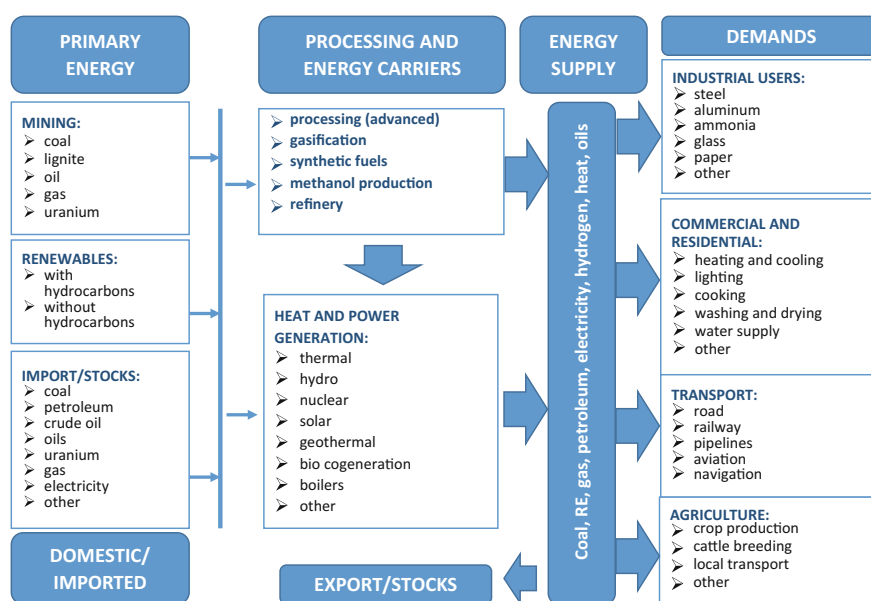 PRIMARY
ENERGY
MINING:
coal
lignite
oil
gas
uranium
RENEWABLES:
with
hydrocarbons
without
hydrocarbons
IMPORT/STOCKS:
coal
petroleum
crude oil
oils
uranium
gas
electricity
other
DOMESTIC/
IMPORTED
PROCESSING AND
ENERGY CARRIERS
processing (advanced)
gasification
synthetic fuels
methanol production
refinery
HEAT AND POWER
GENERATION:
thermal
hydro
nuclear
solar
geothermal
bio cogeneration
boilers
other
EXPORT/STOCKS
ENERGY
SUPPLY
Coal, RE, gas, petroleum, electricity, hydrogen, heat, oils
DEMANDS
INDUSTRIAL USERS:
steel
aluminum
ammonia
glass
paper
other
COMMERCIAL AND
RESIDENTIAL:
heating and cooling
lighting
cooking
washing and drying
water supply
other
TRANSPORT:
road
railway
pipelines
aviation
navigation
AGRICULTURE:
crop production
cattle breeding
local transport
other